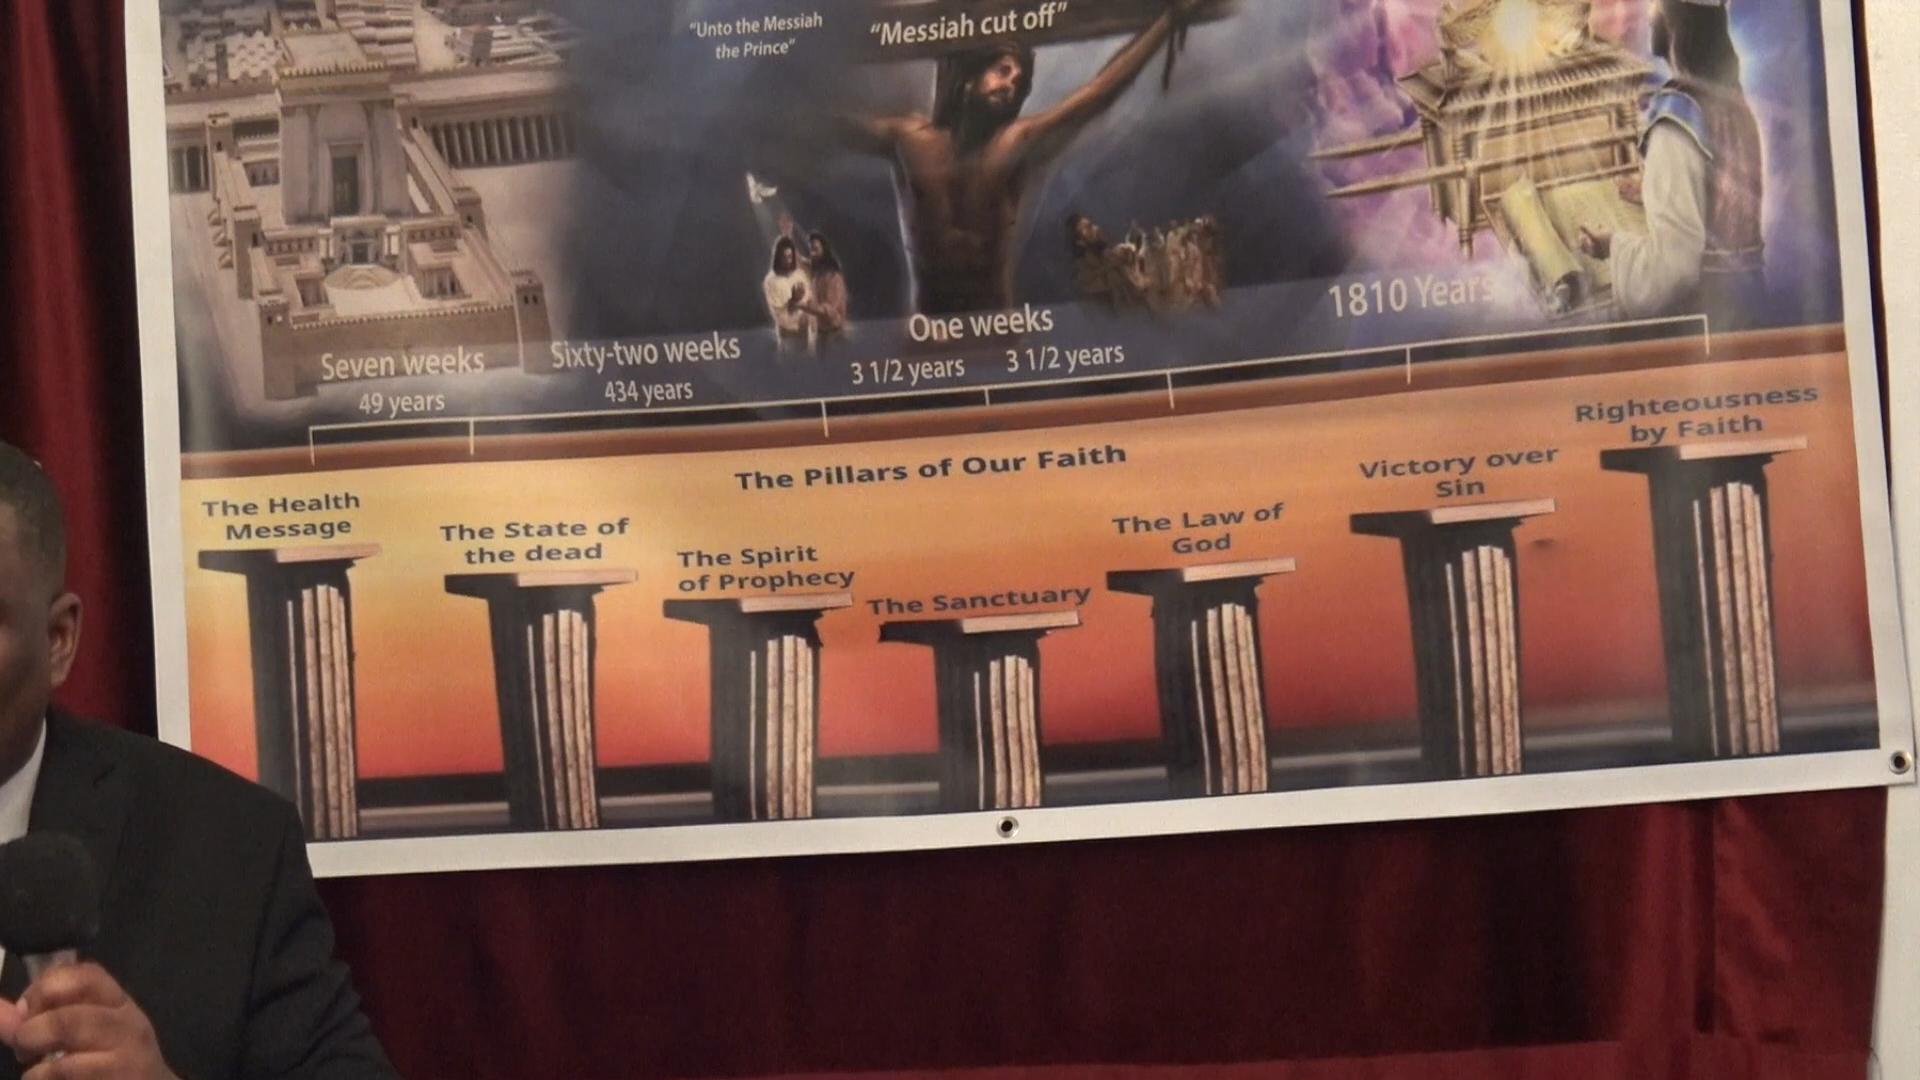 "Unto the Messiah
the Prince"
"Messiah cut off"
1810 Years
One weeks
Seven weeks
Sixty-two weeks
3 1/2 years
3 1/2 years
49 years
434 years
The Pillars of Our Faith
The Health
Message
The State of
the dead
The Spirit
of Prophecy
The Sanctuary
The Law of
God
Victory over
Sin
Righteousness
by Faith